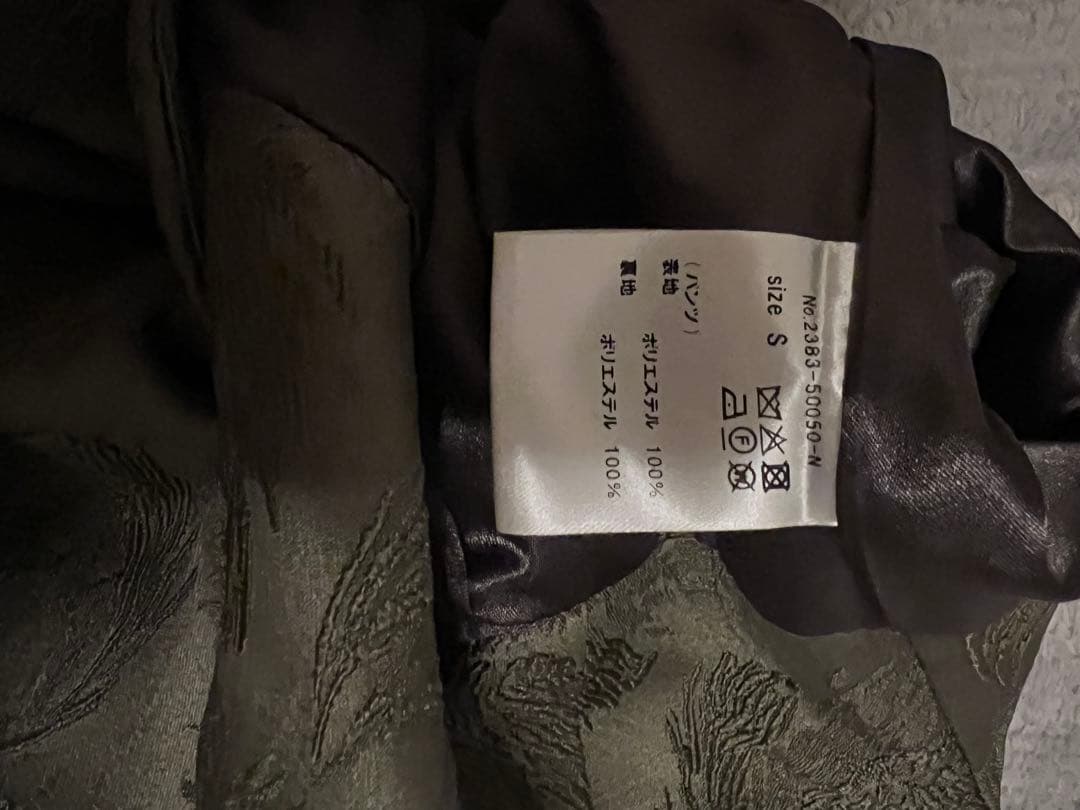 No.2383-50050-N
size S
F W
(パンツ)
表地 ポリエステル 100%
裏地 ポリエステル 100%